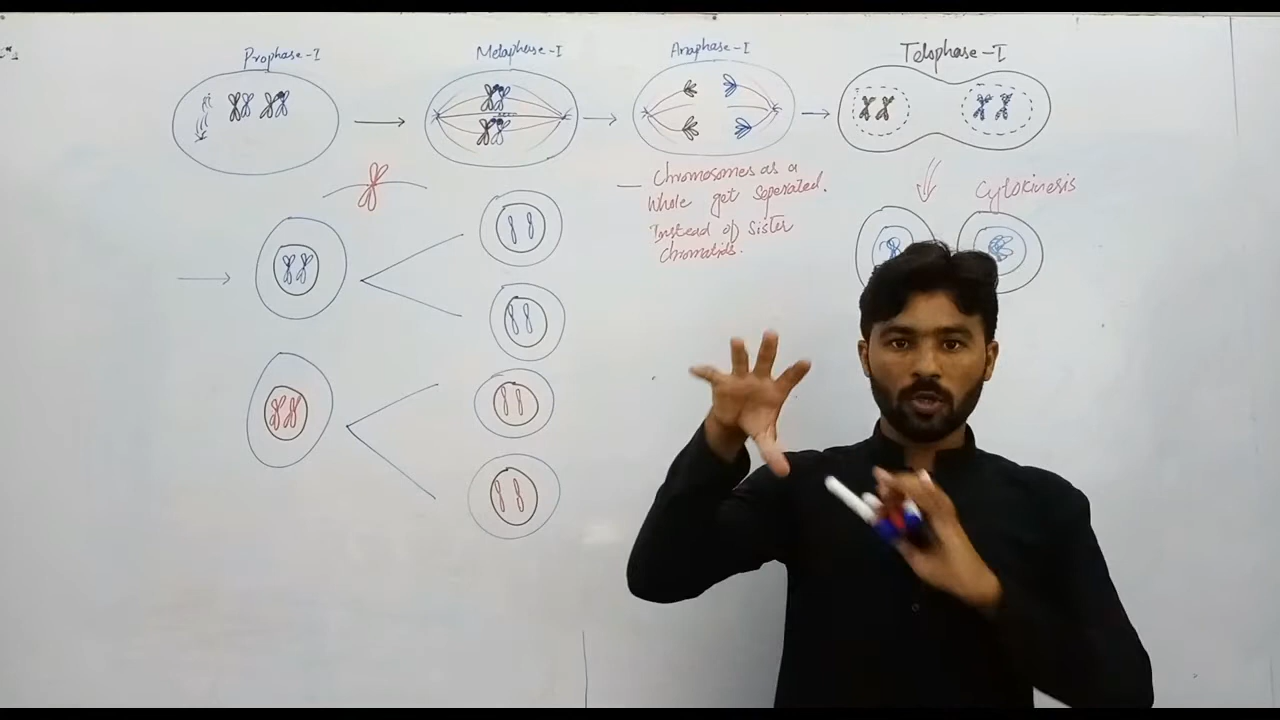 Prophase-I
Metaphase-I
Anaphase-I
Telophase-I
Chromosomes as a
whole get seperated.
Instead of Sister
chromatids.
Cytokinesis